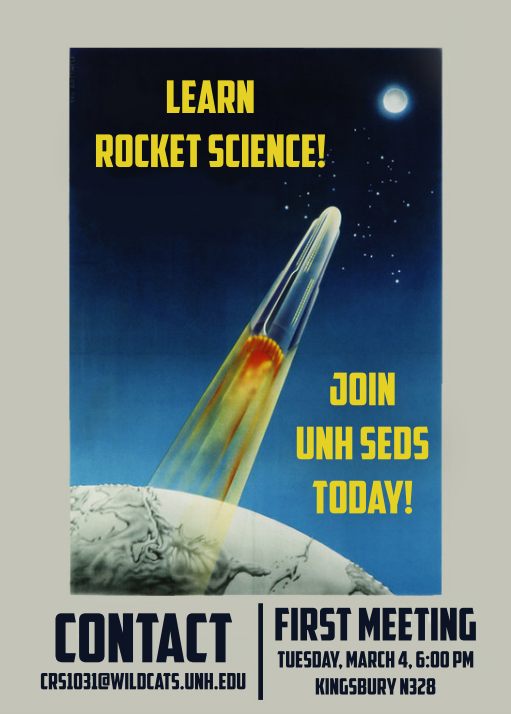 LEARN
ROCKET SCIENCE!
JOIN
UNH SEDS
TODAY!
CONTACT
CRS1031@WILDCATS.UNH.EDU
FIRST MEETING
TUESDAY, MARCH 4, 6:00 PM
KINGSBURY N328